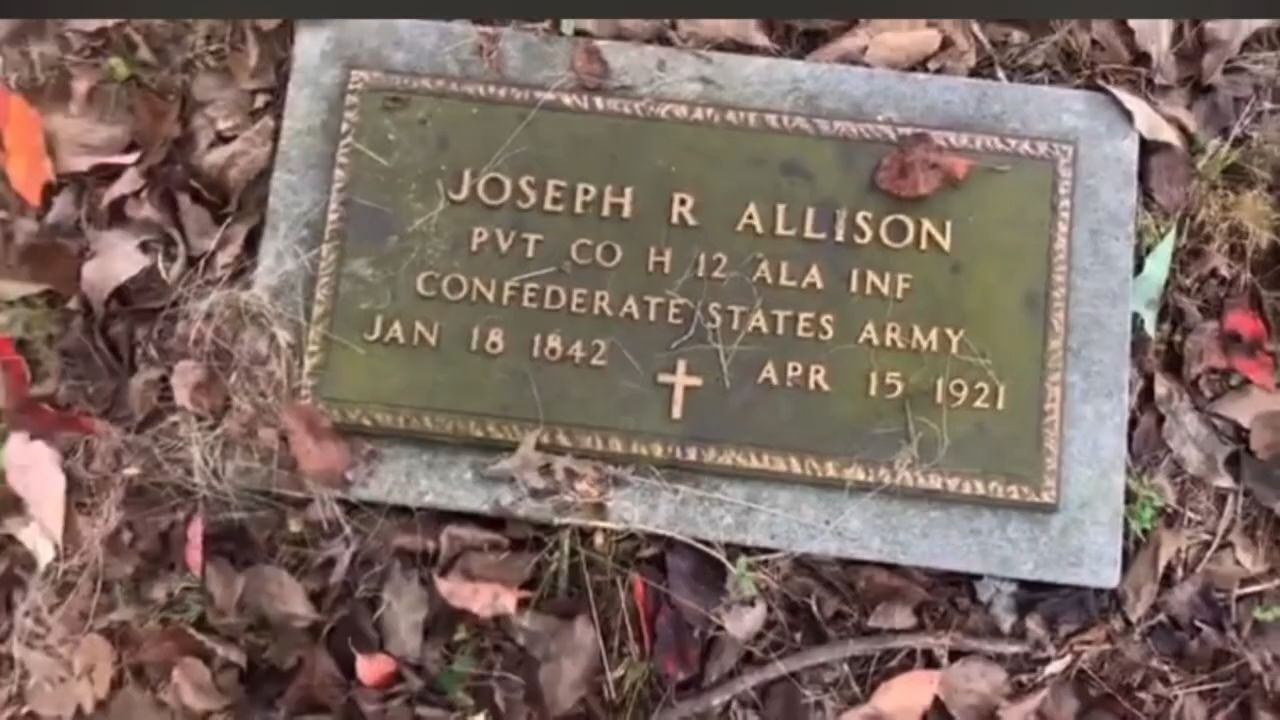 JOSEPH R ALLISON
PVT CO H 12 ALA INF
CONFEDERATE STATES ARMY
JAN 18 1842 APR 15 1921